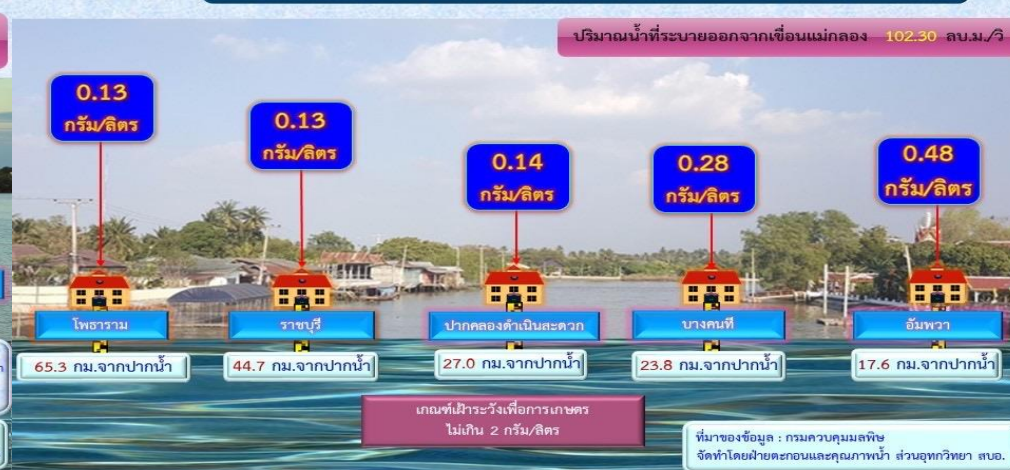 ปริมาณน้ำที่ระบายออกจากเขื่อนแม่กลอง 102.30 ลบ.ม./วิ
0.13
กรัม/ลิตร
0.13
กรัม/ลิตร
0.14
กรัม/ลิตร
0.28
กรัม/ลิตร
0.48
กรัม/ลิตร
โพธาราม
ราชบุรี
ปากคลองดำเนินสะดวก
บางคนที
อัมพวา
65.3 กม.จากปากน้ำ
44.7 กม.จากปากน้ำ
27.0 กม.จากปากน้ำ
23.8 กม.จากปากน้ำ
17.6 กม.จากปากน้ำ
เกณฑ์เฝ้าระวังเพื่อการเกษตร
ไม่เกิน 2 กรัม/ลิตร
ที่มาของข้อมูล : กรมควบคุมมลพิษ
จัดทำโดยฝ่ายตะกอนและคุณภาพน้ำ ส่วนอุทกวิทยา สบอ.